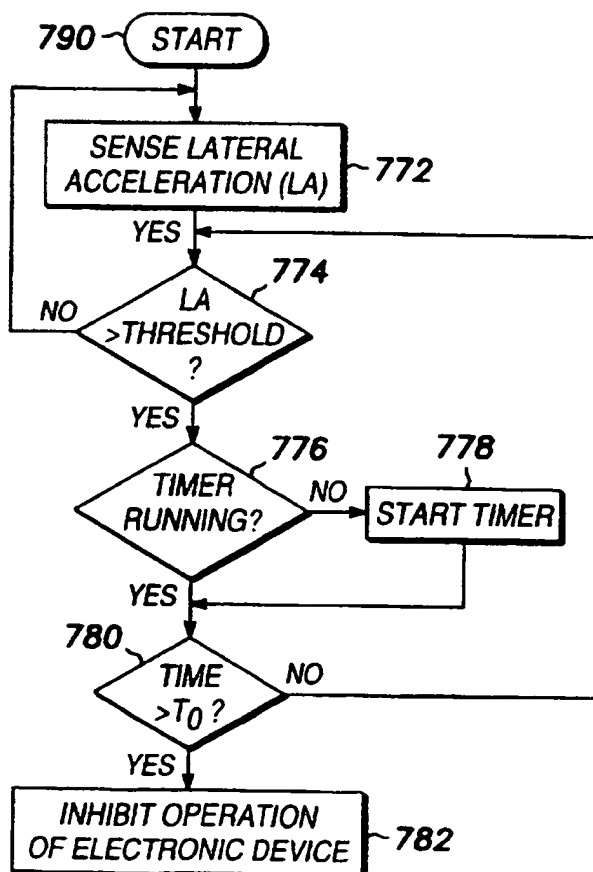 790
START
SENSE LATERAL
ACCELERATION (LA)
772
YES
774
NO
LA
>THRESHOLD
?
YES
776
778
TIMER
RUNNING?
NO
START TIMER
YES
780
TIME
>T0 ?
NO
YES
INHIBIT OPERATION
OF ELECTRONIC DEVICE
782